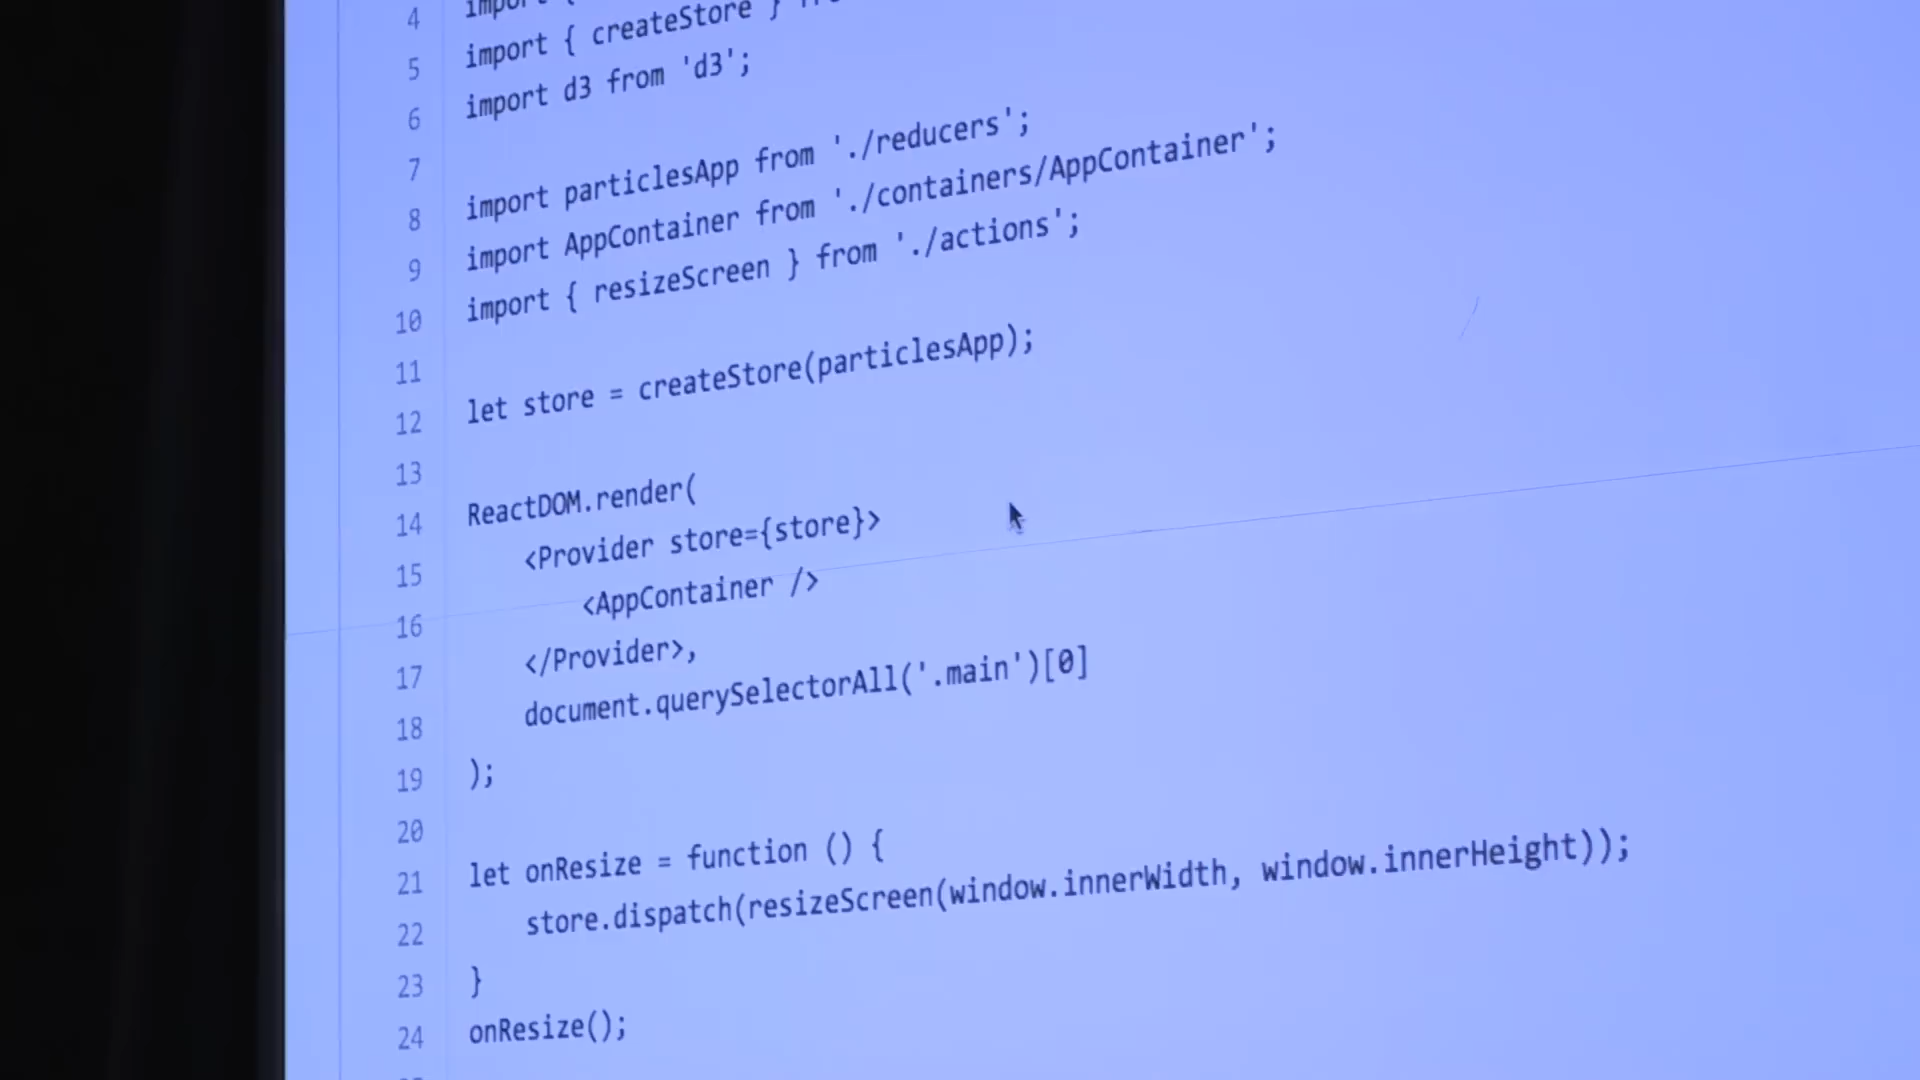 4 import {
5 import { createStore }
6 import d3 from 'd3';
7
8 import particlesApp from './reducers';
9 import AppContainer from './containers/AppContainer';
10 import { resizeScreen } from './actions';
11
12 let store = createStore(particlesApp);
13
14 ReactDOM.render(
15 <Provider store={store}>
16 <AppContainer />
17 </Provider>,
18 document.querySelectorAll('.main')[0]
19 );
20
21 let onResize = function () {
22 store.dispatch(resizeScreen(window.innerWidth, window.innerHeight));
23 }
24 onResize();